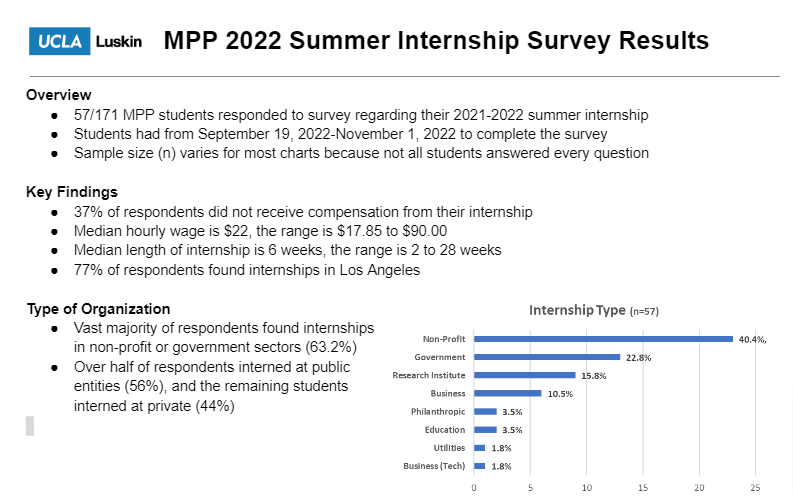 UCLA Luskin MPP 2022 Summer Internship Survey Results
Overview
● 57/171 MPP students responded to survey regarding their 2021-2022 summer internship
● Students had from September 19, 2022-November 1, 2022 to complete the survey
● Sample size (n) varies for most charts because not all students answered every question
Key Findings
● 37% of respondents did not receive compensation from their internship
● Median hourly wage is $22, the range is $17.85 to $90.00
● Median length of internship is 6 weeks, the range is 2 to 28 weeks
● 77% of respondents found internships in Los Angeles
Type of Organization
● Vast majority of respondents found internships
in non-profit or government sectors (63.2%)
● Over half of respondents interned at public
entities (56%), and the remaining students
interned at private (44%)
Internship Type (n=57)
Non-Profit 40.4%,
Government 22.8%
Research Institute 15.8%
Business 10.5%
Philanthropic 3.5%
Education 3.5%
Utilities 1.8%
Business (Tech) 1.8%
0 5 10 15 20 25